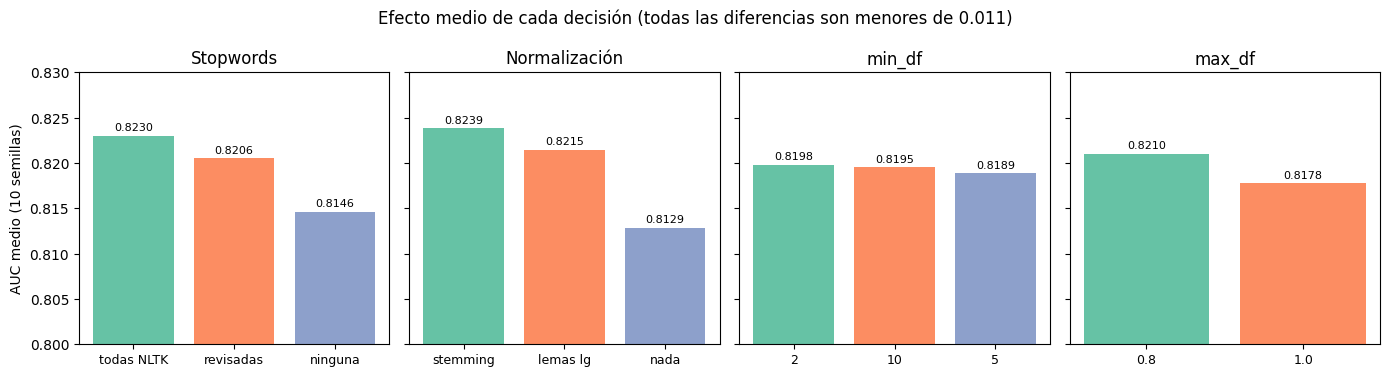 Efecto medio de cada decisión (todas las diferencias son menores de 0.011)
Stopwords
Normalización
min_df
max_df
AUC medio (10 semillas)
0.830
0.825
0.820
0.815
0.810
0.805
0.800
0.8230
0.8206
0.8146
todas NLTK
revisadas
ninguna
0.8239
0.8215
0.8129
stemming
lemas lg
nada
0.8198
0.8195
0.8189
2
10
5
0.8210
0.8178
0.8
1.0